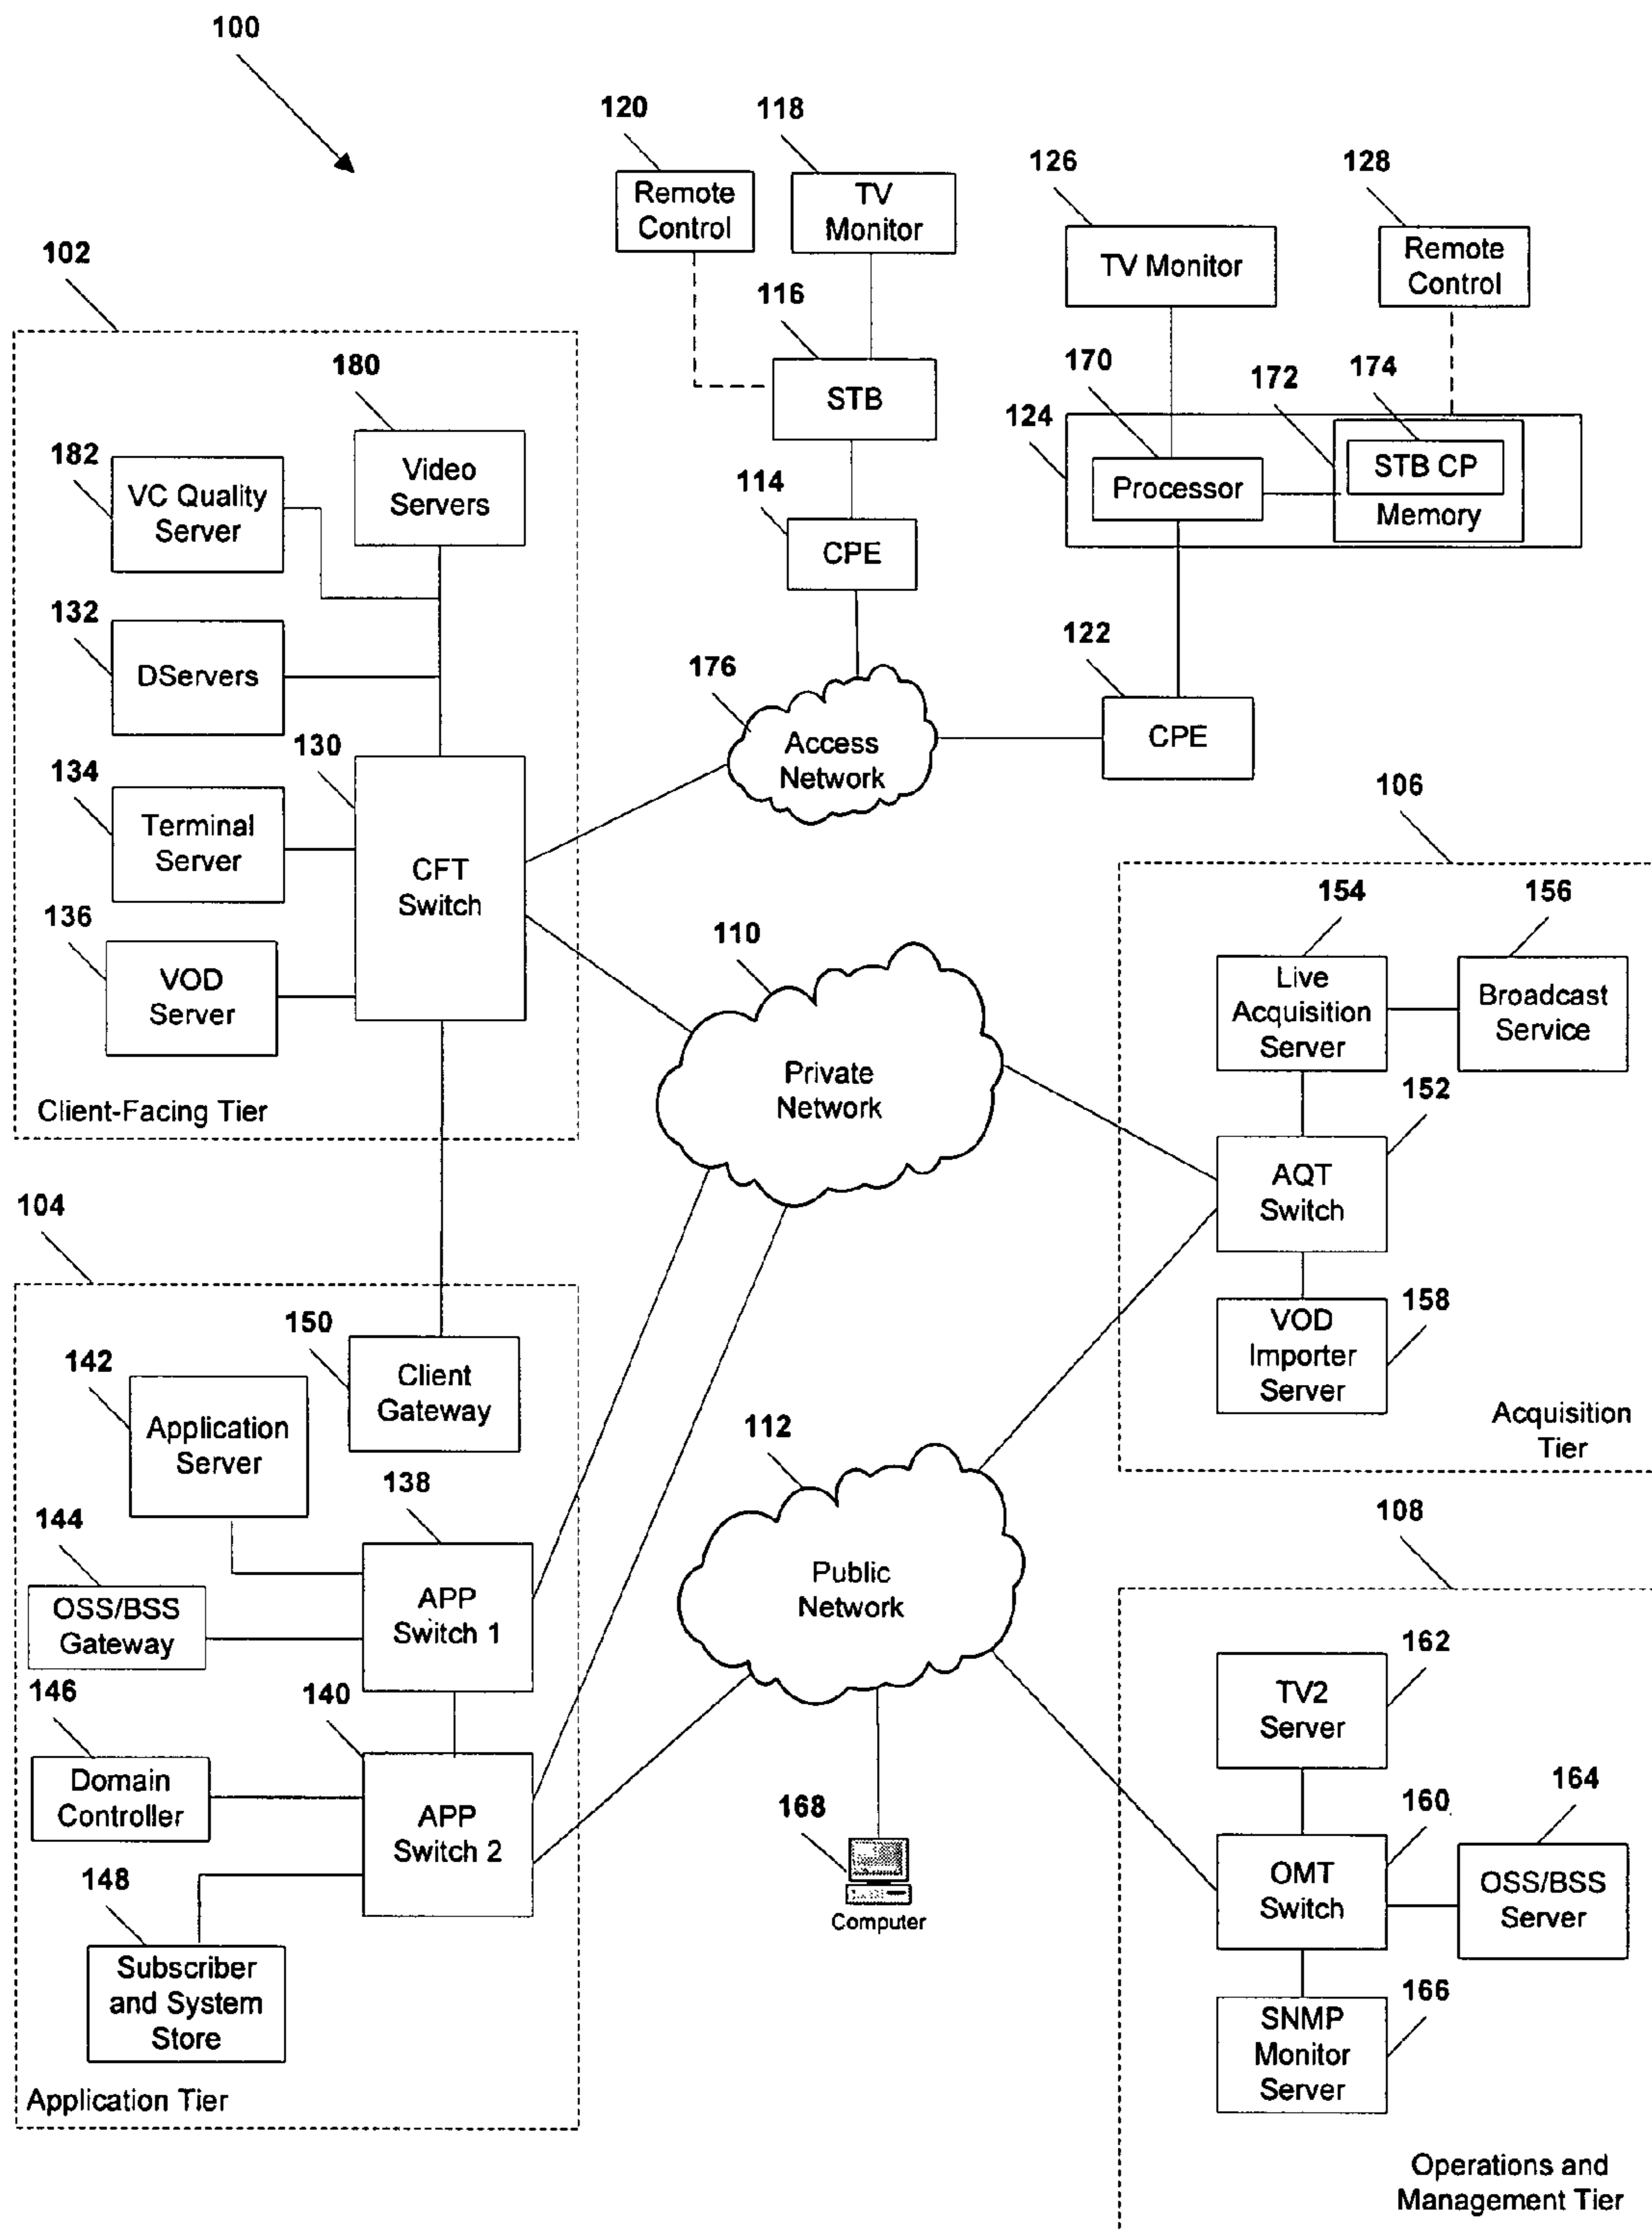 100
120
118
126
128
Remote
Control
TV
Monitor
TV Monitor
Remote
Control
102
116
STB
180
170
172
174
124
Processor
STB CP
Memory
182
VC Quality
Server
Video
Servers
114
CPE
132
DServers
176
Access
Network
122
CPE
134
130
Terminal
Server
CFT
Switch
136
VOD
Server
Client-Facing Tier
110
Private
Network
106
154
156
Live
Acquisition
Server
Broadcast
Service
152
AQT
Switch
158
VOD
Importer
Server
Acquisition
Tier
104
150
Client
Gateway
142
Application
Server
138
144
OSS/BSS
Gateway
APP
Switch 1
146
140
Domain
Controller
APP
Switch 2
148
Subscriber
and System
Store
Application Tier
112
Public
Network
168
Computer
108
162
TV2
Server
160
164
OMT
Switch
OSS/BSS
Server
166
SNMP
Monitor
Server
Operations and
Management Tier